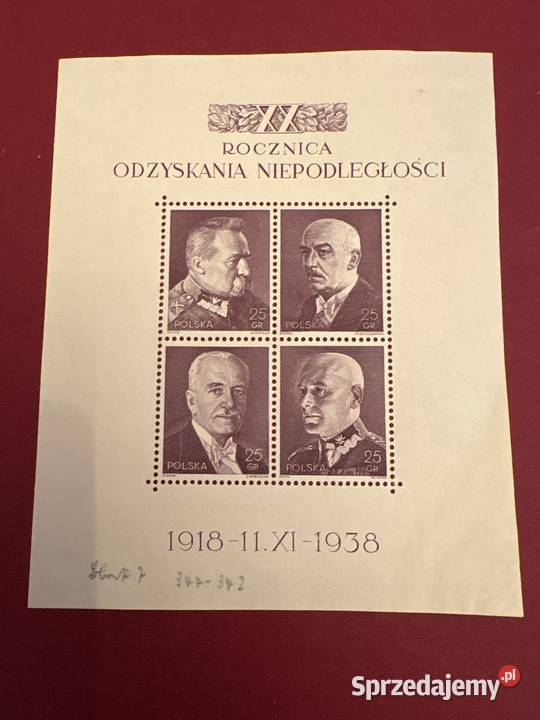 XX
ROCZNICA
ODZYSKANIA NIEPODLEGŁOŚCI
25
GR
POLSKA
25
GR
POLSKA
25
GR
POLSKA
25
GR
POLSKA
1918-11.XI-1938
Sprzedajemy.pl